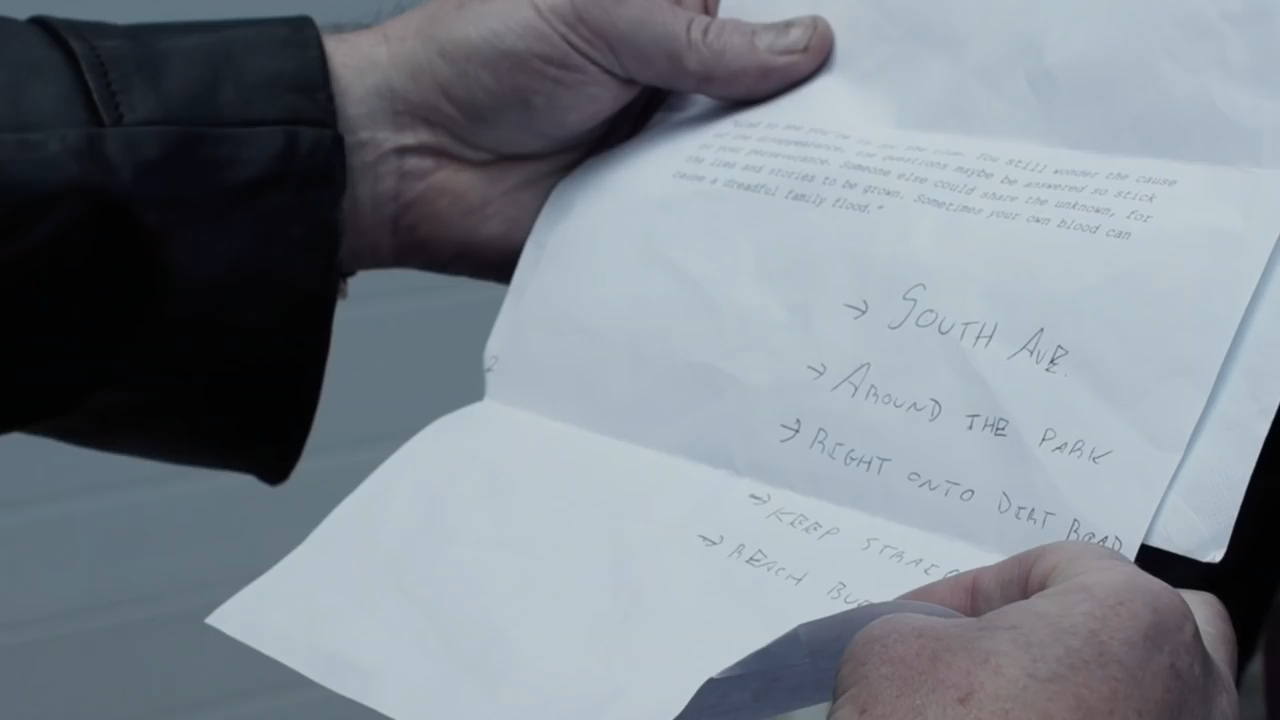 You still wonder the cause
of the disappearance, the questions maybe be answered so stick
to your perseverance. Someone else could share the unknown, for
the lies and stories to be grown. Sometimes your own blood can
cause a dreadful family flood."
→ SOUTH AVE.
→ AROUND THE PARK
→ RIGHT ONTO DIRT ROAD
→ KEEP
→ REACH